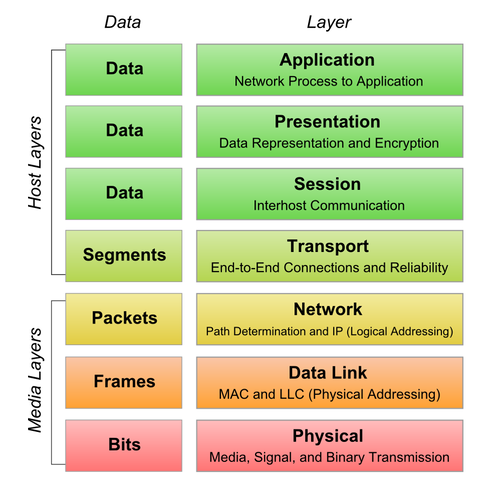 Data
Layer
Host Layers
Data
Application
Network Process to Application
Data
Presentation
Data Representation and Encryption
Data
Session
Interhost Communication
Segments
Transport
End-to-End Connections and Reliability
Media Layers
Packets
Network
Path Determination and IP (Logical Addressing)
Frames
Data Link
MAC and LLC (Physical Addressing)
Bits
Physical
Media, Signal, and Binary Transmission